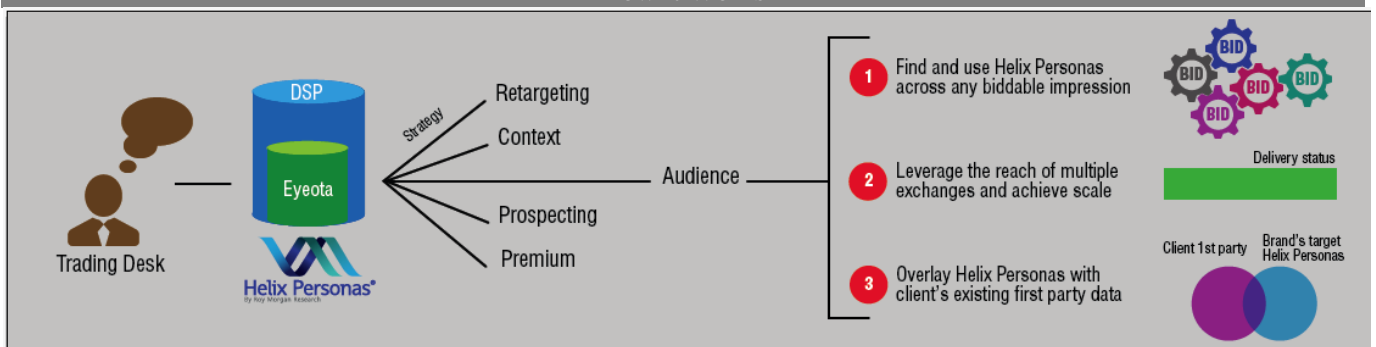 Trading Desk
DSP
Eyeota
Helix Personas®
By Roy Morgan Research
Strategy
Retargeting
Context
Audience
Prospecting
Premium
1
Find and use Helix Personas
across any biddable impression
BID
BID
BID
BID
BID
2
Leverage the reach of multiple
exchanges and achieve scale
Delivery status
3
Overlay Helix Personas with
client's existing first party data
Client 1st party
Brand's target
Helix Personas